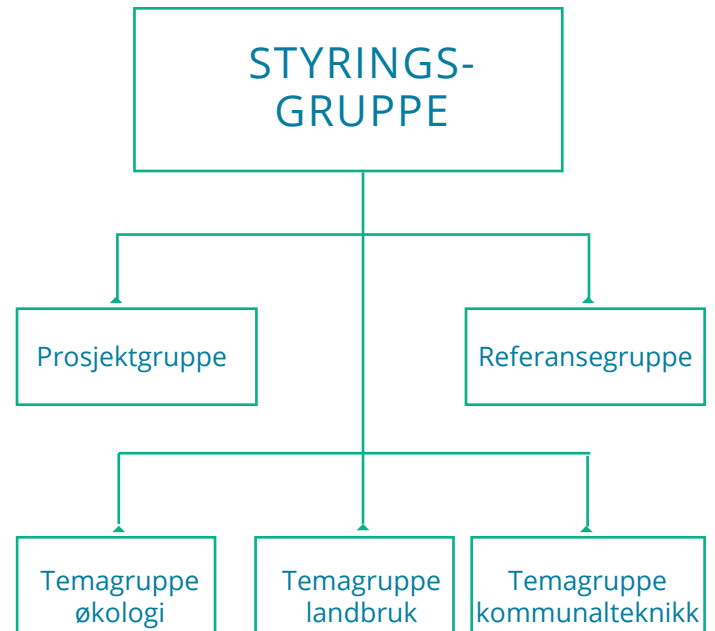 STYRINGS-
GRUPPE
Prosjektgruppe
Referansegruppe
Temagruppe
økologi
Temagruppe
landbruk
Temagruppe
kommunalteknikk